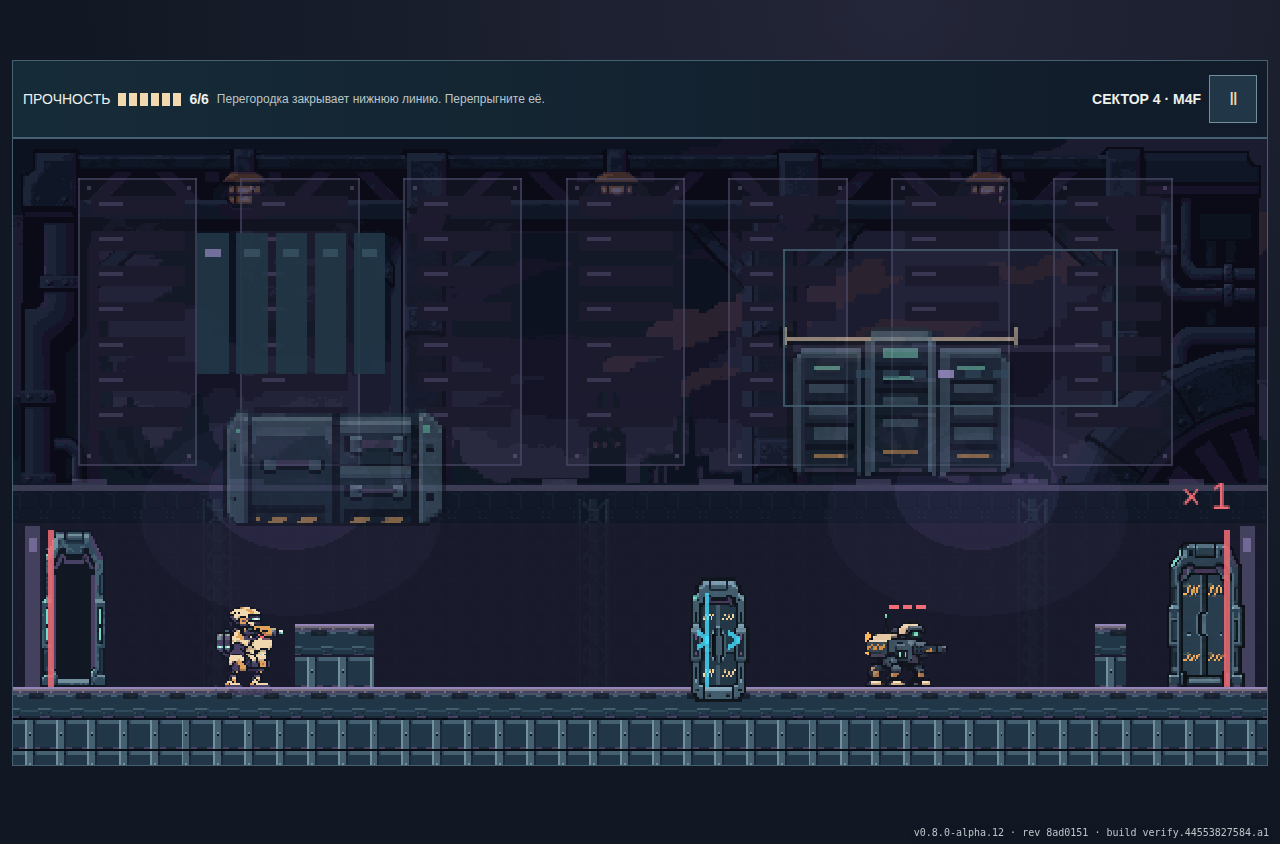 ПРОЧНОСТЬ 6/6 Перегородка закрывает нижнюю линию. Перепрыгните её.
СЕКТОР 4 · M4F
× 1
v0.8.0-alpha.12 · rev 8ad0151 · build verify.44553827584.a1